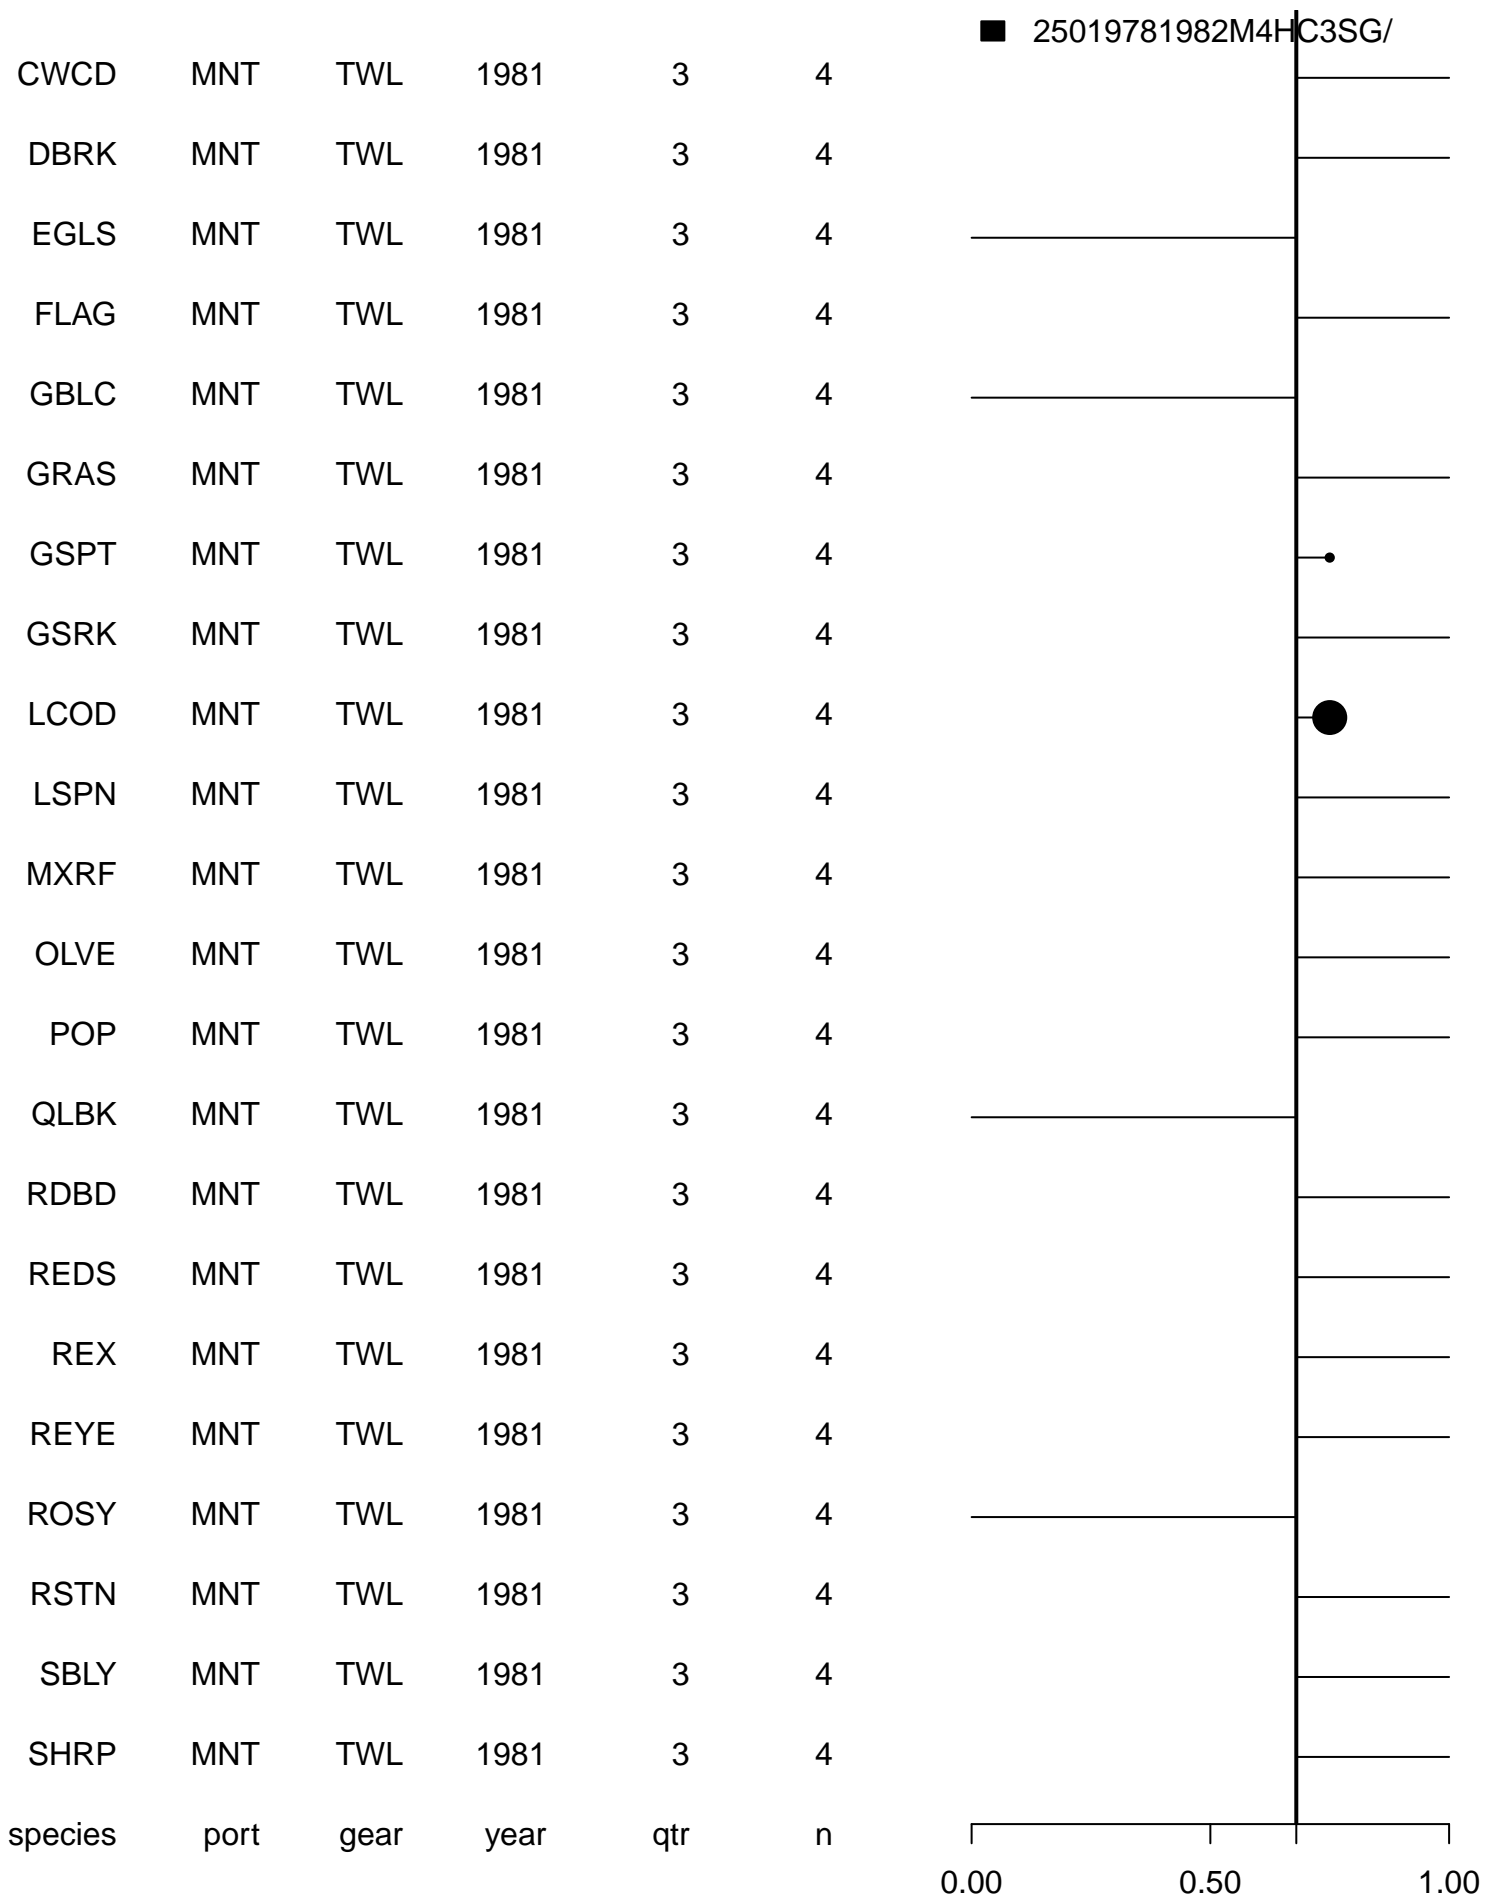 25019781982M4HC3SG/
CWCD MNT TWL 1981 3 4
DBRK MNT TWL 1981 3 4
EGLS MNT TWL 1981 3 4
FLAG MNT TWL 1981 3 4
GBLC MNT TWL 1981 3 4
GRAS MNT TWL 1981 3 4
GSPT MNT TWL 1981 3 4
GSRK MNT TWL 1981 3 4
LCOD MNT TWL 1981 3 4
LSPN MNT TWL 1981 3 4
MXRF MNT TWL 1981 3 4
OLVE MNT TWL 1981 3 4
POP MNT TWL 1981 3 4
QLBK MNT TWL 1981 3 4
RDBD MNT TWL 1981 3 4
REDS MNT TWL 1981 3 4
REX MNT TWL 1981 3 4
REYE MNT TWL 1981 3 4
ROSY MNT TWL 1981 3 4
RSTN MNT TWL 1981 3 4
SBLY MNT TWL 1981 3 4
SHRP MNT TWL 1981 3 4
species port gear year qtr n
0.00 0.50 1.00